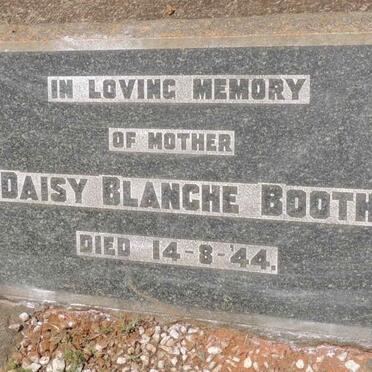 IN LOVING MEMORY
OF MOTHER
DAISY BLANCHE BOOTH
DIED 14-8-'44.